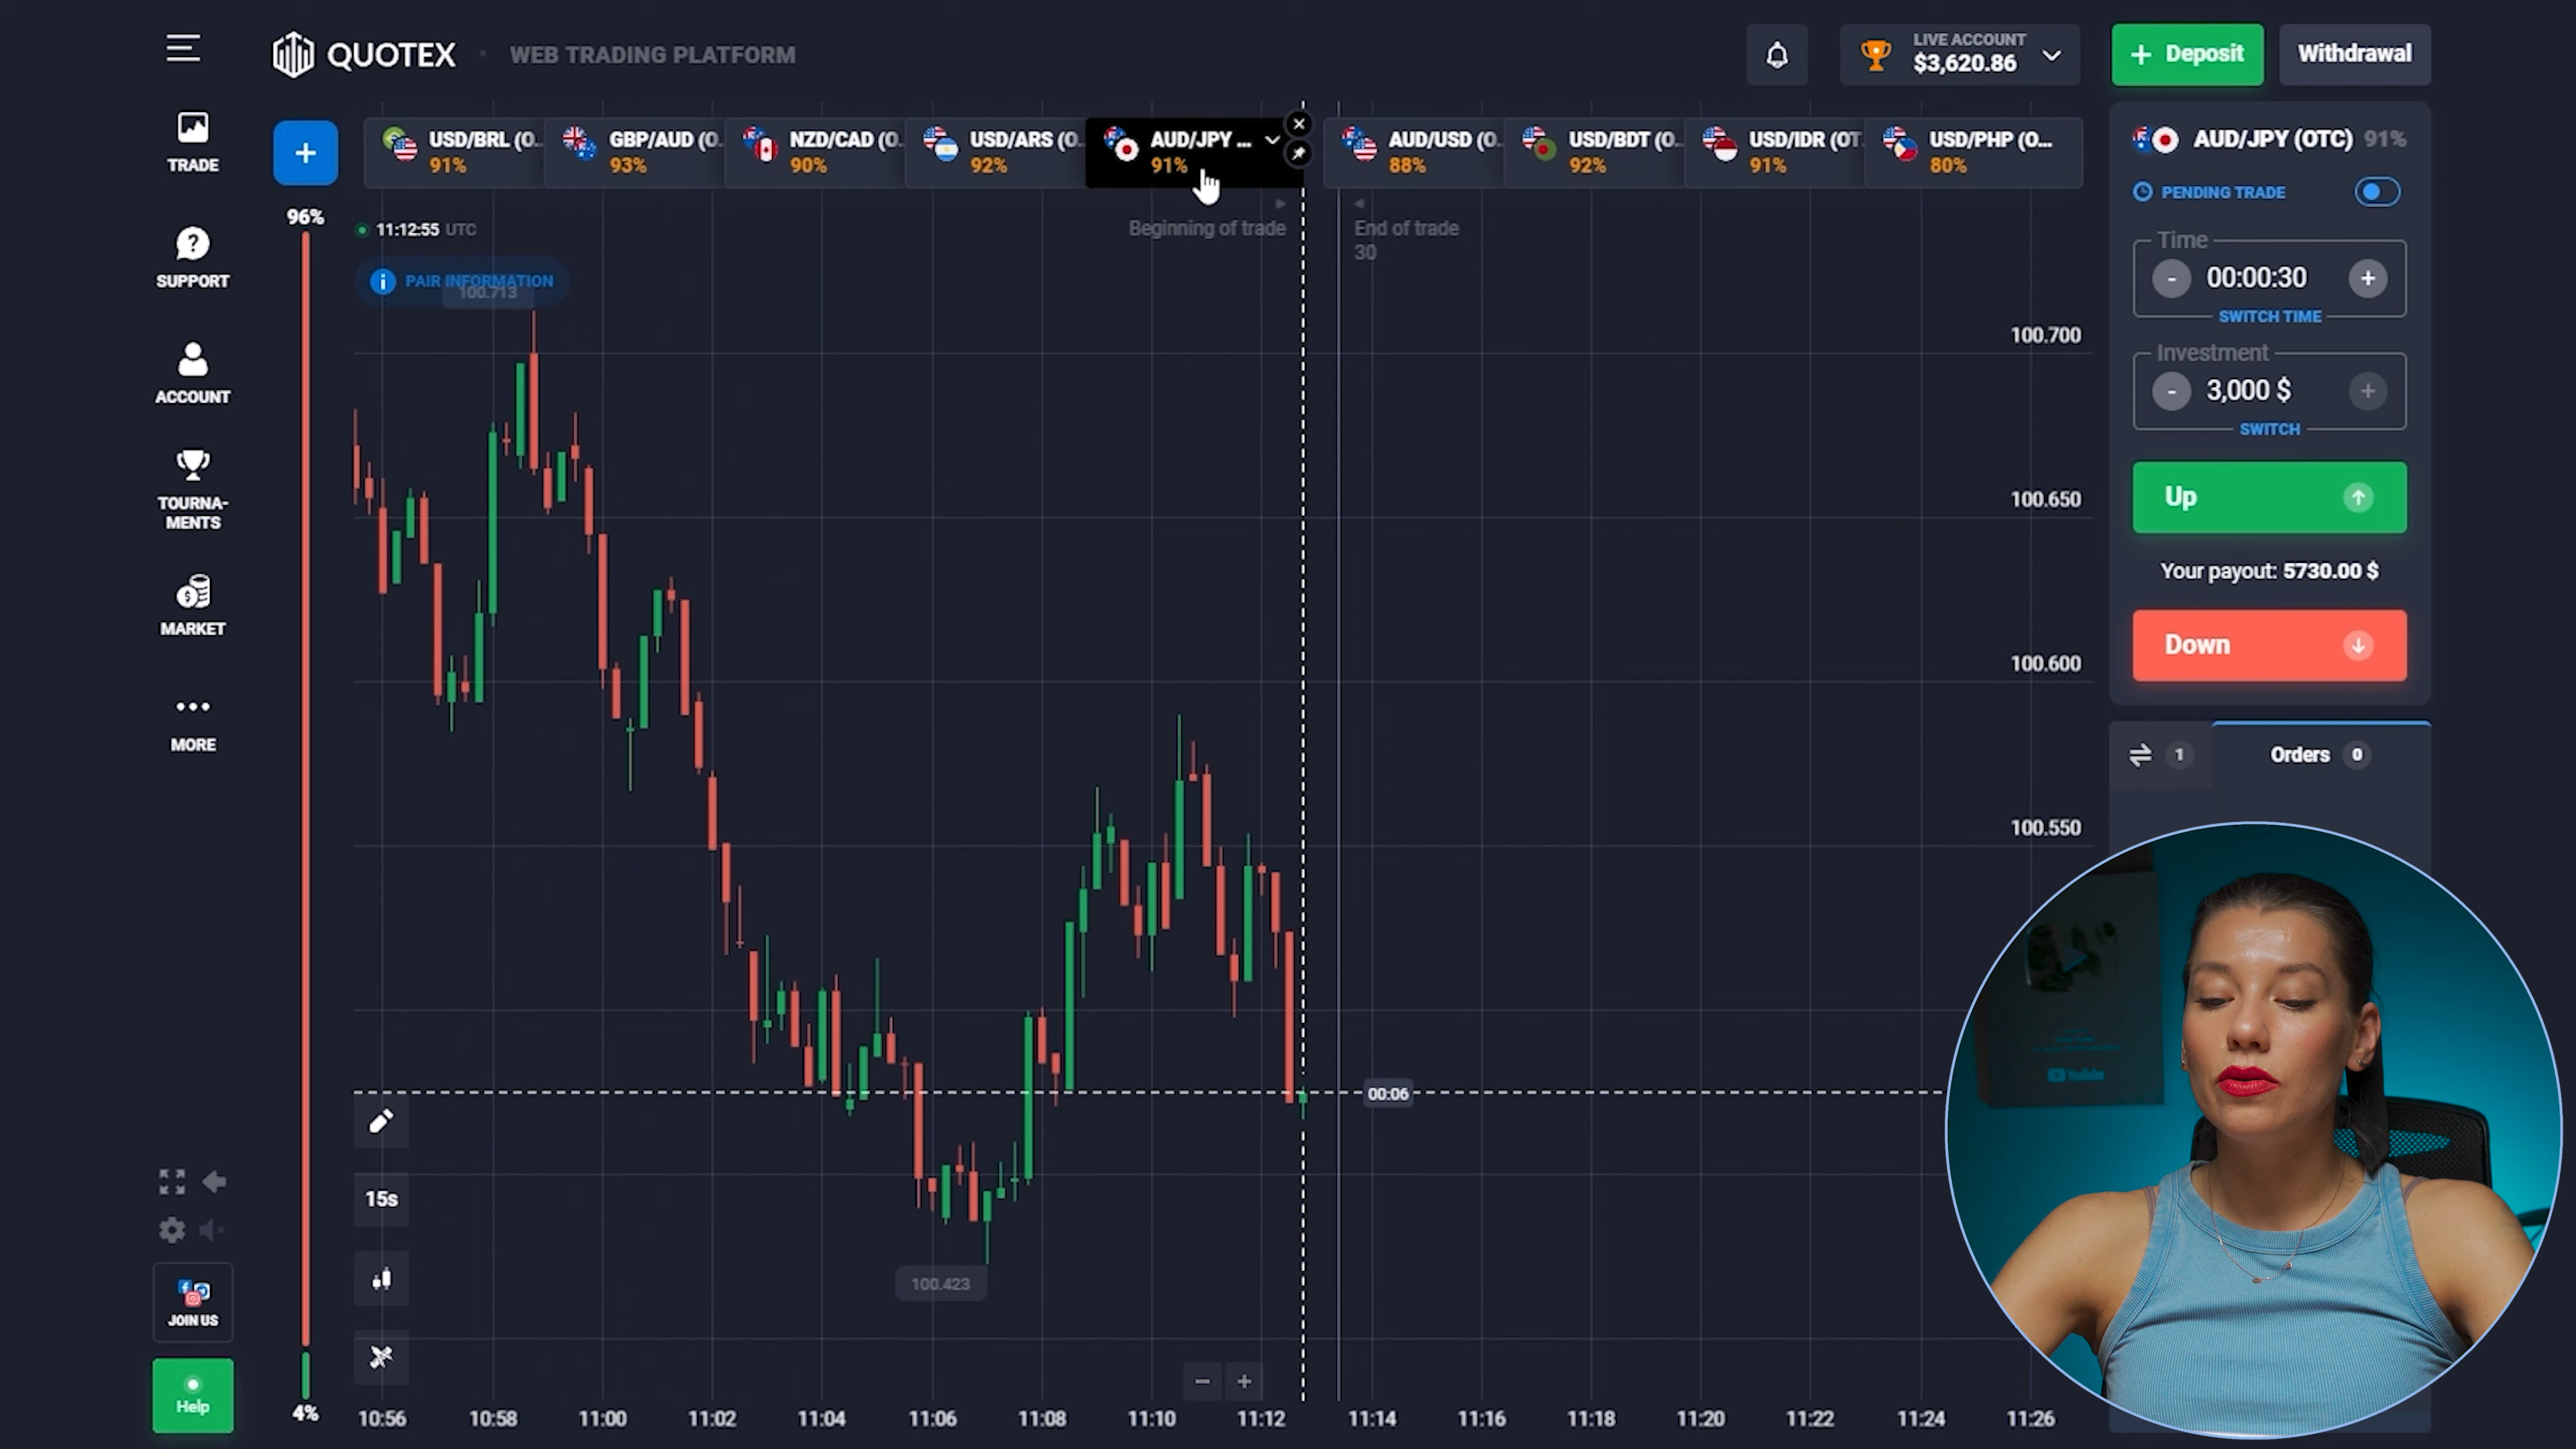 QUOTEX
WEB TRADING PLATFORM
LIVE ACCOUNT
$3,620.86
+ Deposit
Withdrawal
TRADE
SUPPORT
ACCOUNT
TOURNA-
MENTS
MARKET
MORE
JOIN US
Help
+
USD/BRL (O..
91%
GBP/AUD (O.
93%
NZD/CAD (O.
90%
USD/ARS (O..
92%
AUD/JPY ...
91%
AUD/USD (O.
88%
USD/BDT (O..
92%
USD/IDR (OT.
91%
USD/PHP (O...
80%
96%
4%
11:12:55 UTC
PAIR INFORMATION
100.713
Beginning of trade
End of trade
30
100.700
100.650
100.600
100.550
00:06
100.423
15s
10:56
10:58
11:00
11:02
11:04
11:06
11:08
11:10
11:12
11:14
11:16
11:18
11:20
11:22
11:24
11:26
AUD/JPY (OTC) 91%
PENDING TRADE
Time
- 00:00:30 +
SWITCH TIME
Investment
- 3,000 $ +
SWITCH
Up
Your payout: 5730.00 $
Down
1
Orders 0
YouTube